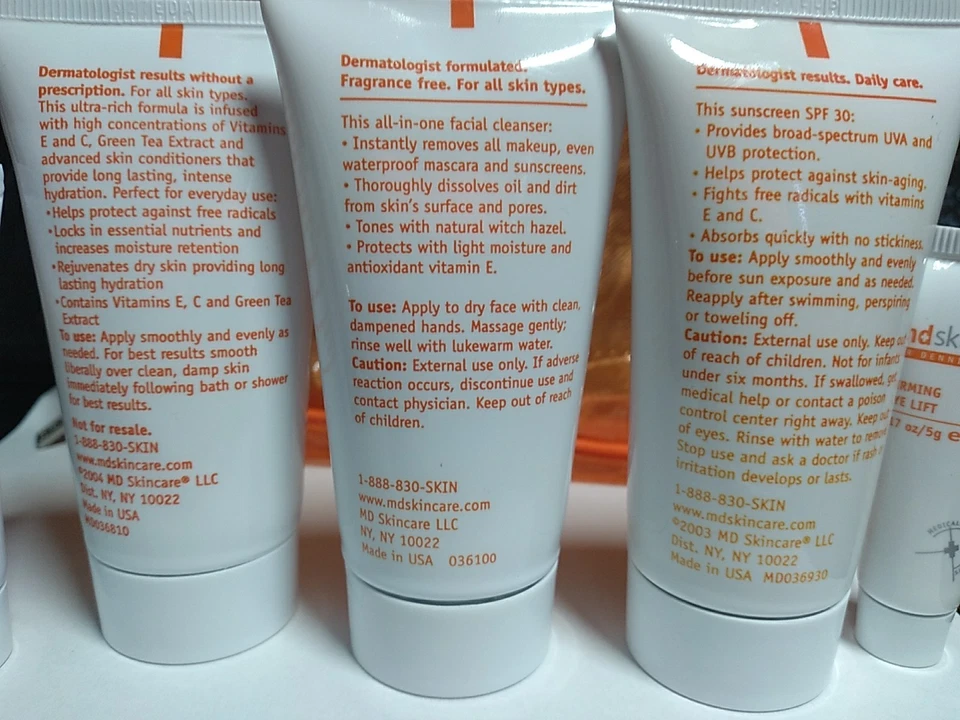 Dermatologist results without a
prescription. For all skin types.
This ultra-rich formula is infused
with high concentrations of Vitamins
E and C, Green Tea Extract and
advanced skin conditioners that
provide long lasting, intense
hydration. Perfect for everyday use:
•Helps protect against free radicals
•Locks in essential nutrients and
increases moisture retention
•Rejuvenates dry skin providing long
lasting hydration
•Contains Vitamins E, C and Green Tea
Extract
To use: Apply smoothly and evenly as
needed. For best results smooth
liberally over clean, damp skin
immediately following bath or shower
for best results.
Not for resale.
1-888-830-SKIN
www.mdskincare.com
©2004 MD Skincare® LLC
Dist. NY, NY 10022
Made in USA
MD036810
Dermatologist formulated.
Fragrance free. For all skin types.
This all-in-one facial cleanser:
• Instantly removes all makeup, even
waterproof mascara and sunscreens.
• Thoroughly dissolves oil and dirt
from skin's surface and pores.
• Tones with natural witch hazel.
• Protects with light moisture and
antioxidant vitamin E.
To use: Apply to dry face with clean,
dampened hands. Massage gently;
rinse well with lukewarm water.
Caution: External use only. If adverse
reaction occurs, discontinue use and
contact physician. Keep out of reach
of children.
1-888-830-SKIN
www.mdskincare.com
MD Skincare LLC
NY, NY 10022
Made in USA 036100
Dermatologist results. Daily care.
This sunscreen SPF 30:
• Provides broad-spectrum UVA and
UVB protection.
• Helps protect against skin-aging.
• Fights free radicals with vitamins
E and C.
• Absorbs quickly with no stickiness.
To use: Apply smoothly and evenly
before sun exposure and as needed.
Reapply after swimming, perspiring
or toweling off.
Caution: External use only. Keep out
of reach of children. Not for infants
under six months. If swallowed, get
medical help or contact a poison
control center right away. Keep out
of eyes. Rinse with water to remove.
Stop use and ask a doctor if rash
irritation develops or lasts.
1-888-830-SKIN
www.mdskincare.com
©2003 MD Skincare® LLC
Dist. NY, NY 10022
Made in USA MD036930
LIFT
oz/5g e